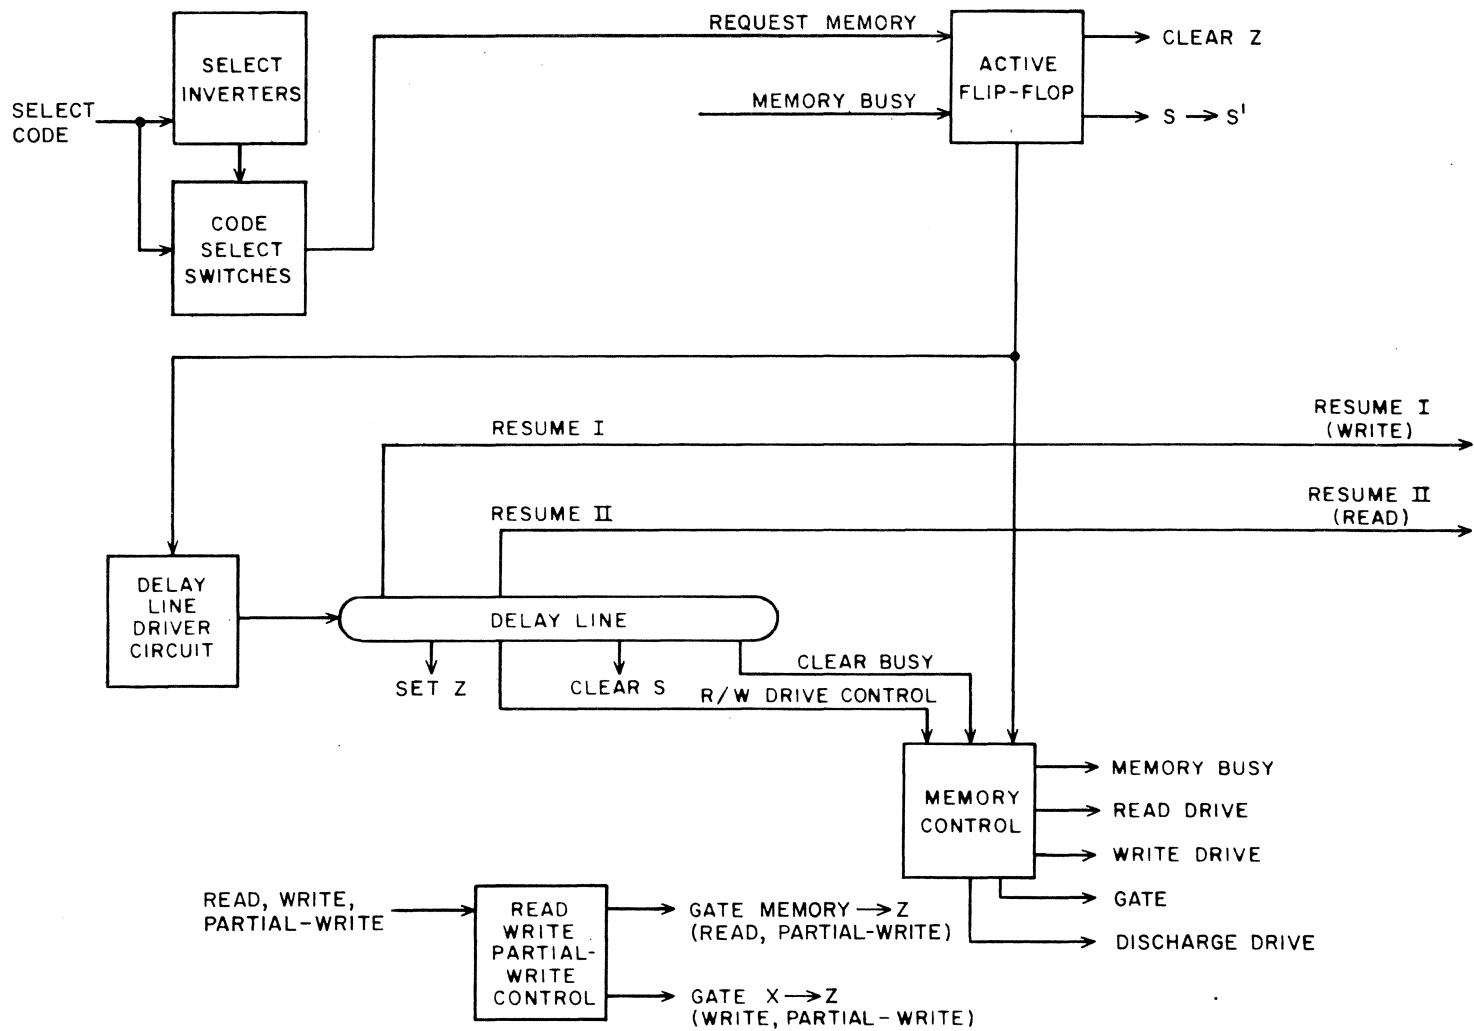 REQUEST MEMORY
CLEAR Z
SELECT
INVERTERS
ACTIVE
FLIP-FLOP
MEMORY BUSY
SELECT
CODE
S → S'
CODE
SELECT
SWITCHES
RESUME I
RESUME I
(WRITE)
RESUME II
RESUME II
(READ)
DELAY
LINE
DRIVER
CIRCUIT
DELAY LINE
SET Z
CLEAR S
CLEAR BUSY
R/W DRIVE CONTROL
MEMORY
CONTROL
MEMORY BUSY
READ DRIVE
WRITE DRIVE
GATE
DISCHARGE DRIVE
READ, WRITE,
PARTIAL-WRITE
READ
WRITE
PARTIAL-
WRITE
CONTROL
GATE MEMORY → Z
(READ, PARTIAL-WRITE)
GATE X → Z
(WRITE, PARTIAL-WRITE)